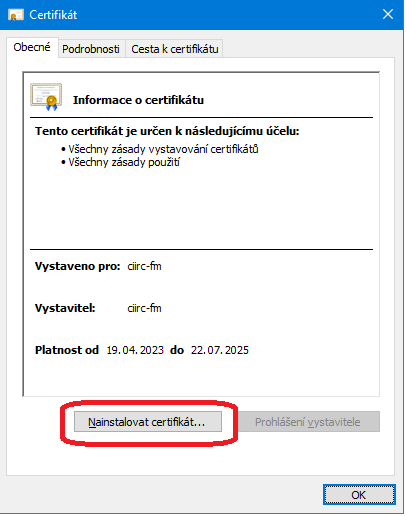 Certifikát
Obecné Podrobnosti Cesta k certifikátu
Informace o certifikátu
Tento certifikát je určen k následujícímu účelu:
• Všechny zásady vystavování certifikátů
• Všechny zásady použití
Vystaveno pro: ciirc-fm
Vystavitel: ciirc-fm
Platnost od 19.04.2023 do 22.07.2025
Nainstalovat certifikát... Prohlášení vystavitele
OK